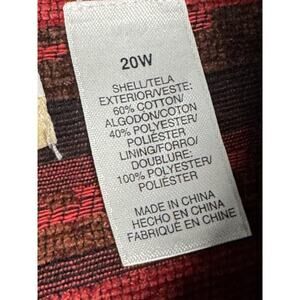 20W
SHELL/TELA
EXTERIOR/VESTE:
60% COTTON/
ALGODÓN/COTON
40% POLYESTER/
POLIÉSTER
LINING/FORRO/
DOUBLURE:
100% POLYESTER/
POLIÉSTER
MADE IN CHINA
HECHO EN CHINA
FABRIQUÉ EN CHINE